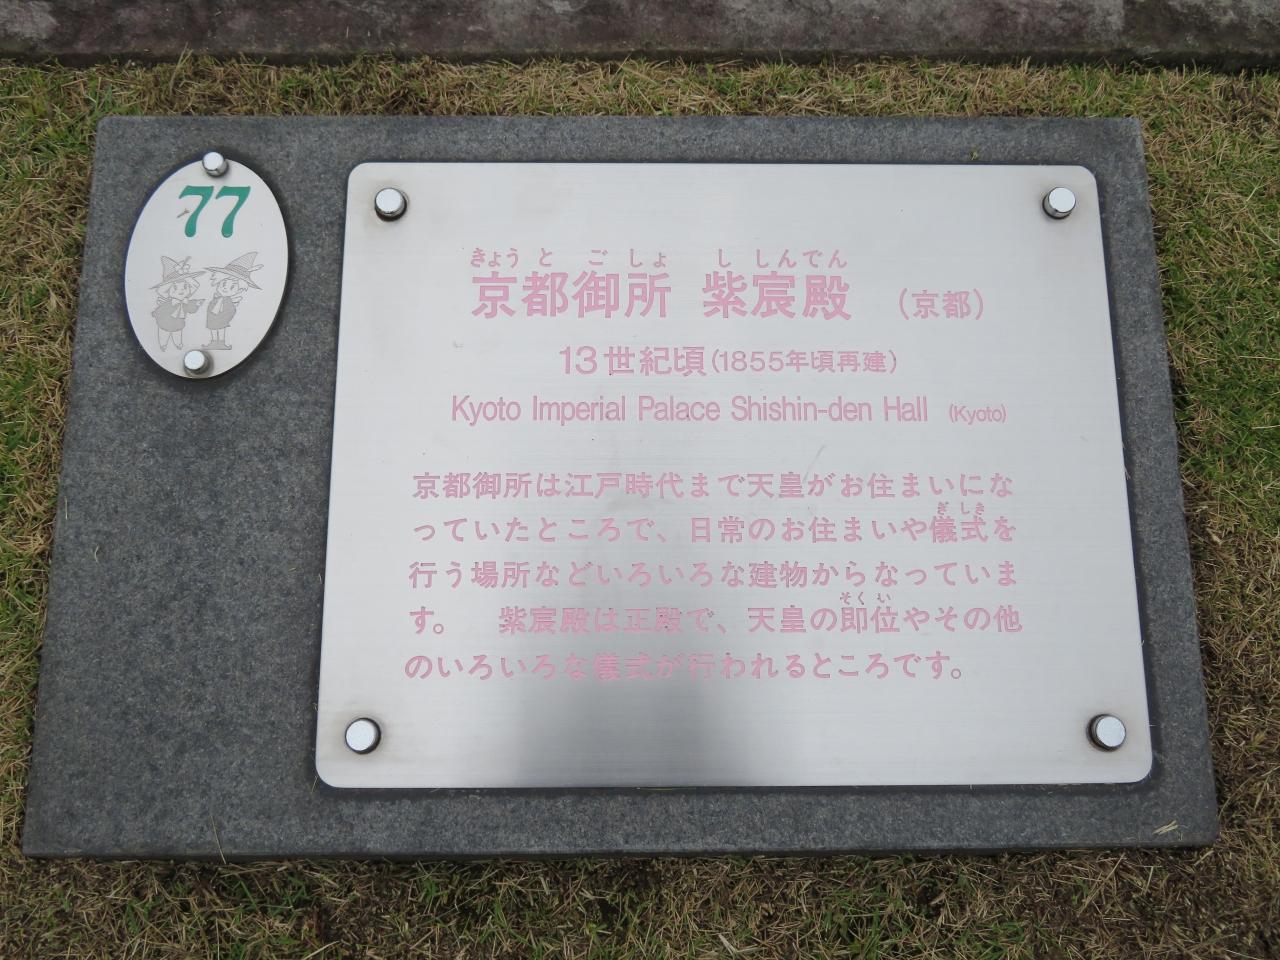 77
きょうとごしょ ししんでん
京都御所 紫宸殿 (京都)
13世紀頃(1855年頃再建)
Kyoto Imperial Palace Shishin-den Hall (Kyoto)
京都御所は江戸時代まで天皇がお住まいにな
っていたところで、日常のお住まいや儀式を
ぎしき
行う場所などいろいろな建物からなっていま
す。 紫宸殿は正殿で、天皇の即位やその他
そくい
のいろいろな儀式が行われるところです。